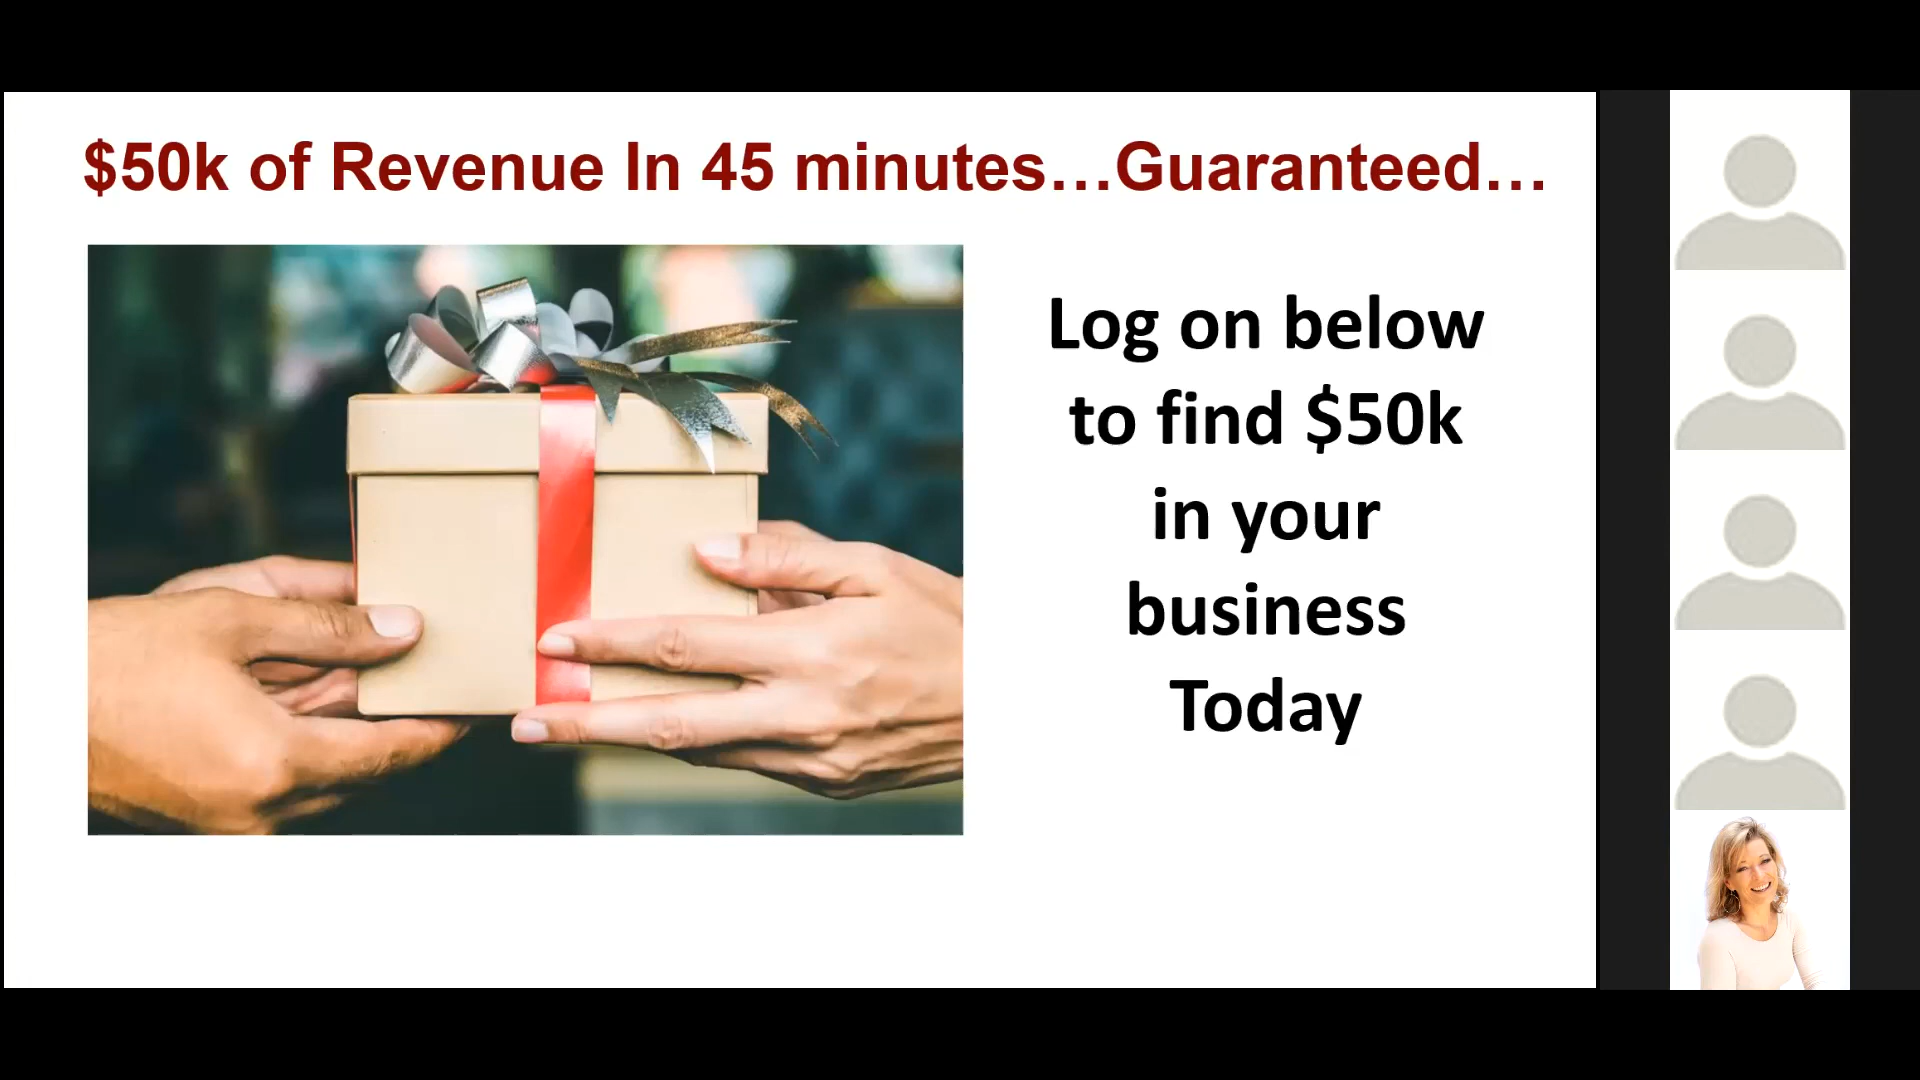 $50k of Revenue In 45 minutes…Guaranteed…
Log on below
to find $50k
in your
business
Today